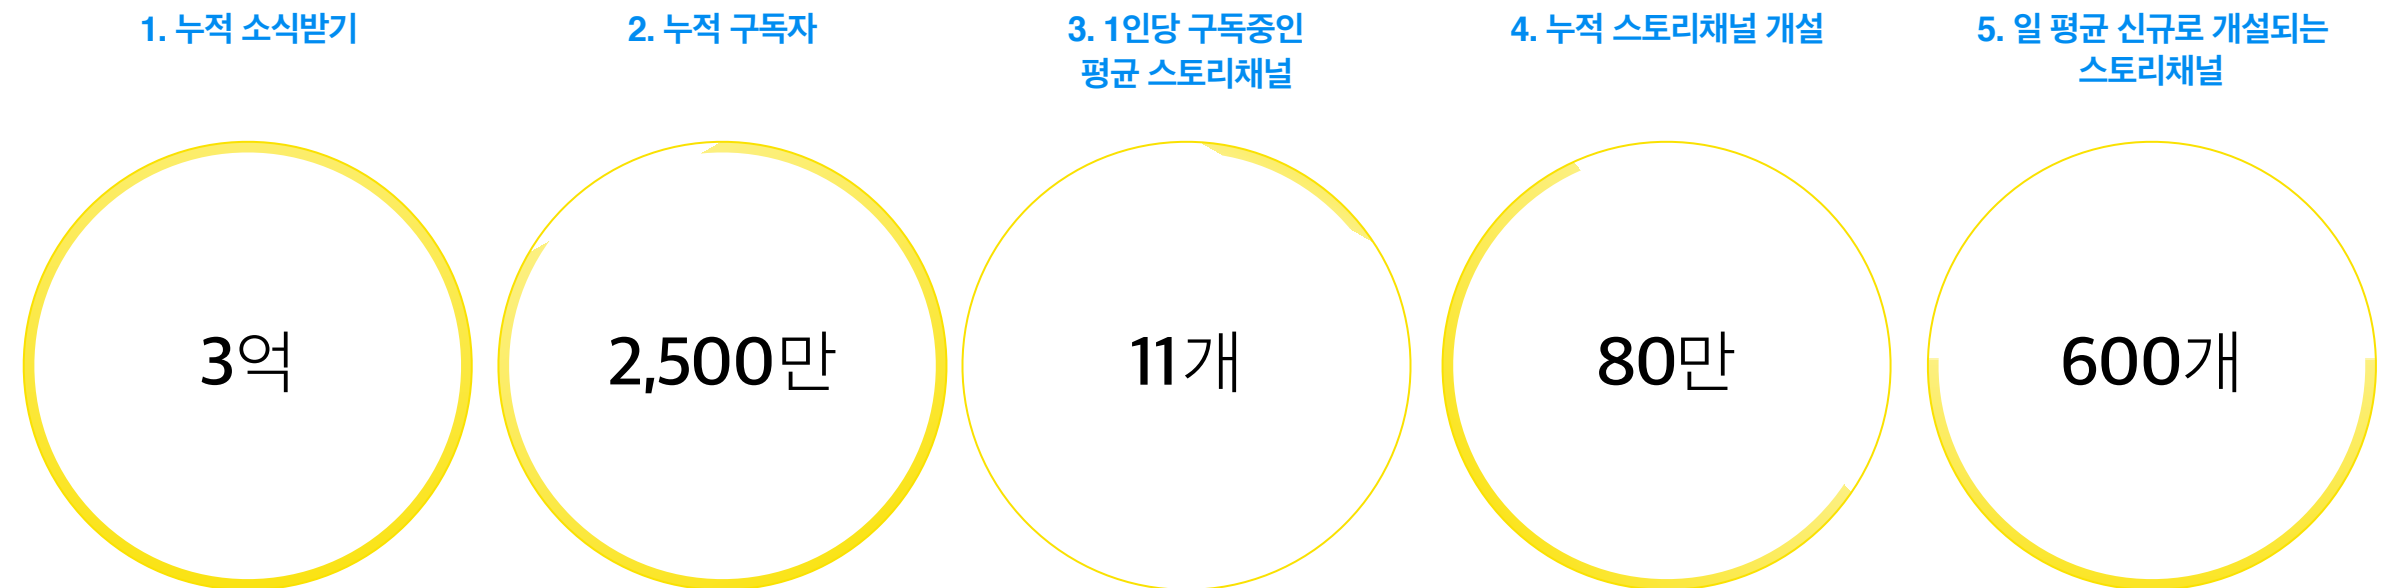 1. 누적 소식받기
2. 누적 구독자
3. 1인당 구독중인
평균 스토리채널
4. 누적 스토리채널 개설
5. 일 평균 신규로 개설되는
스토리채널
3억
2,500만
11개
80만
600개